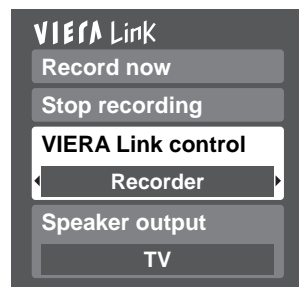 VIERA Link
Record now
Stop recording
VIERA Link control
Recorder
Speaker output
TV